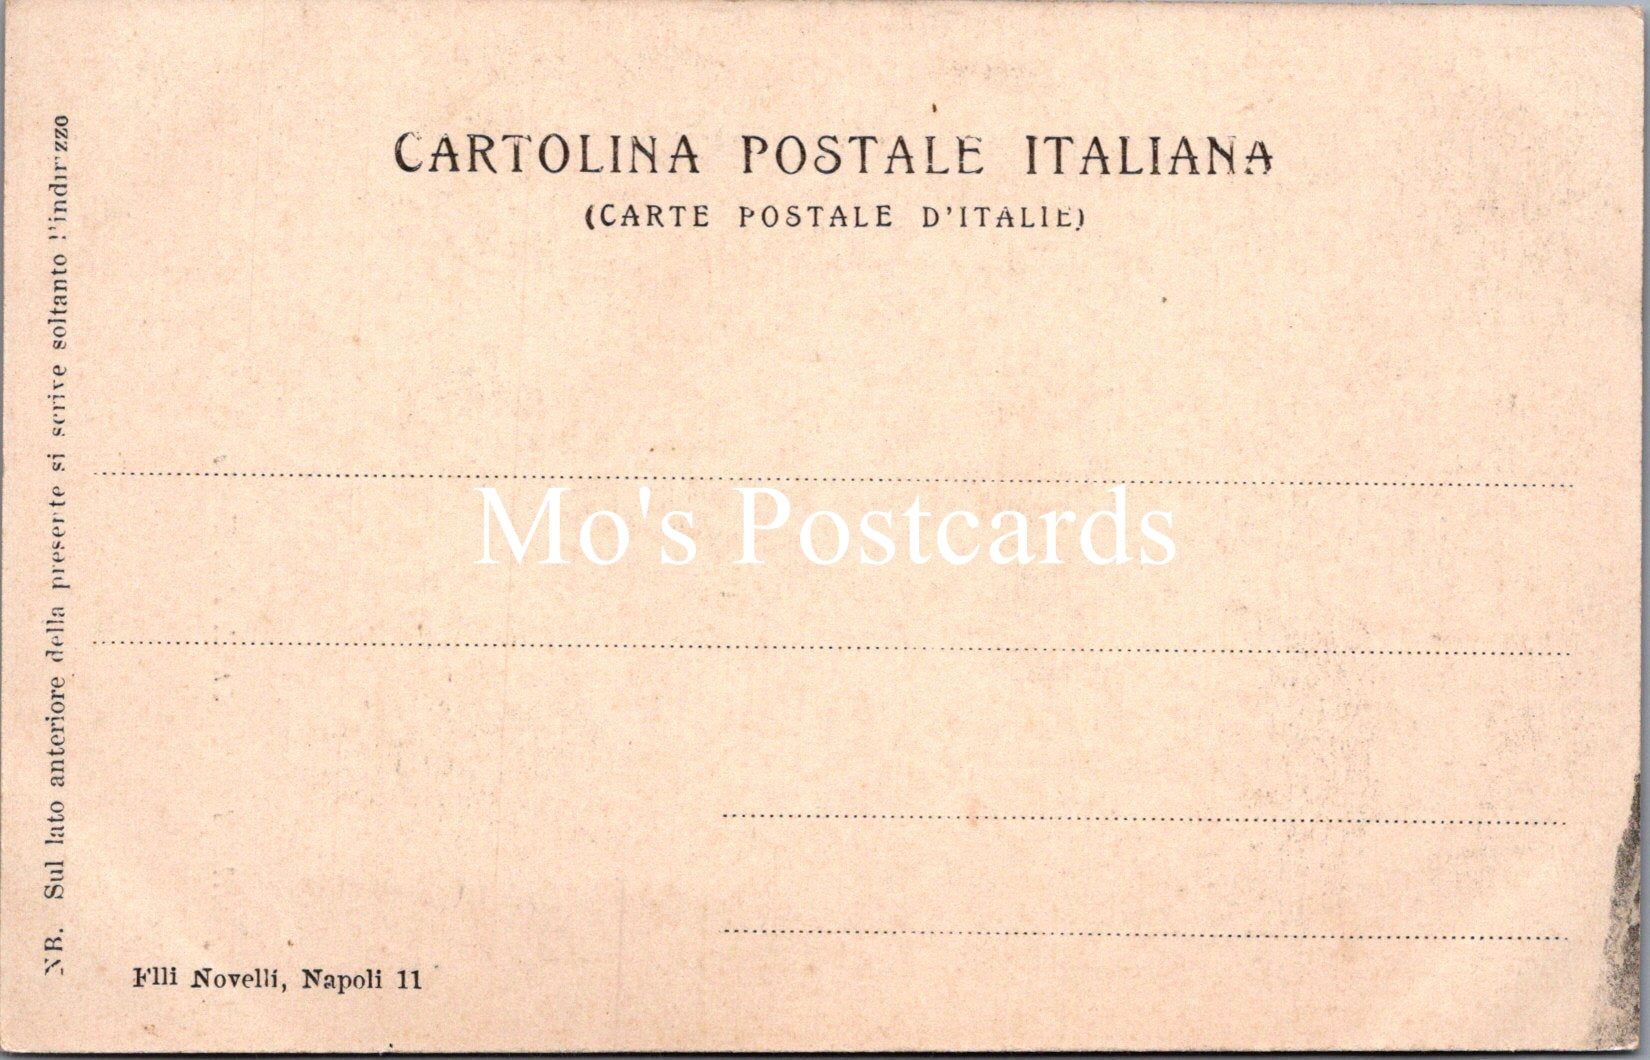 CARTOLINA POSTALE ITALIANA
(CARTE POSTALE D'ITALIE)
NB. Sul lato anteriore della presente si scrive soltanto l'indirizzo
Mo's Postcards
Flli Novelli, Napoli 11